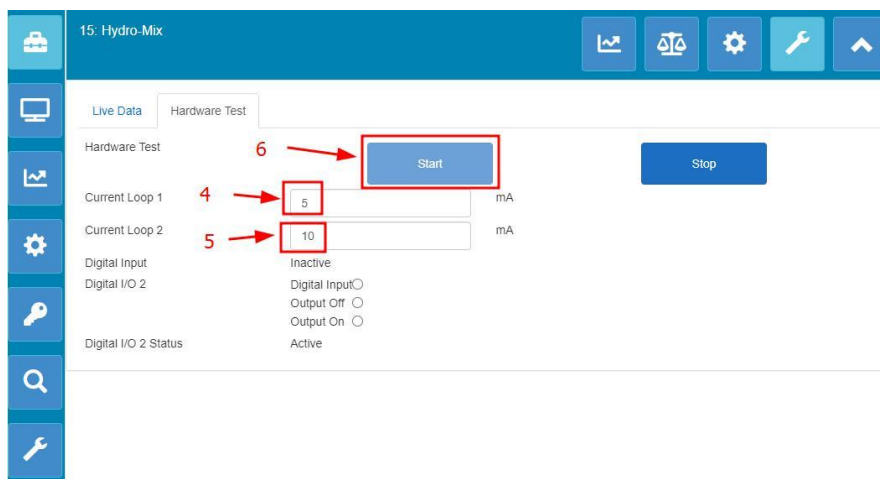 15: Hydro-Mix
Live Data Hardware Test
Hardware Test 6 Start Stop
Current Loop 1 4 5 mA
Current Loop 2 5 10 mA
Digital Input Inactive
Digital I/O 2 Digital Input
Output Off
Output On
Digital I/O 2 Status Active